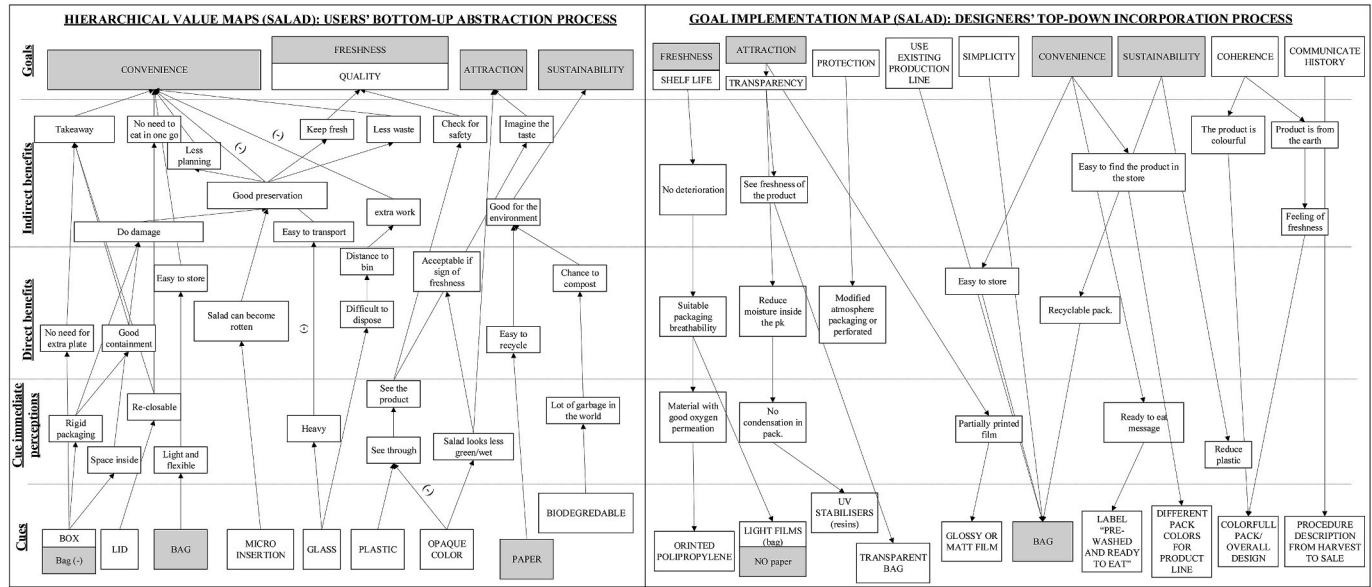 HIERARCHICAL VALUE MAPS (SALAD): USERS' BOTTOM-UP ABSTRACTION PROCESS
Goals
CONVENIENCE
FRESHNESS
QUALITY
ATTRACTION
SUSTAINABILITY
Indirect benefits
Takeaway
No need to
eat in one go
Less
planning
(-)
(-)
Keep fresh
Less waste
Check for
safety
Imagine the
taste
Good preservation
Do damage
Easy to transport
extra work
Good for the
environment
Direct benefits
Easy to store
Distance to
bin
Acceptable if
sign of
freshness
Chance to
compost
Salad can become
rotten
Difficult to
dispose
(-)
No need for
extra plate
Good
containment
Easy to
recycle
Cue immediate
perceptions
See the
product
Re-closable
Lot of garbage in
the world
Rigid
packaging
Heavy
Salad looks less
green/wet
Space inside
Light and
flexible
See through
(-)
Cues
BOX
Bag (-)
LID
BAG
MICRO
INSERTION
GLASS
PLASTIC
OPAQUE
COLOR
PAPER
BIODEGREDABLE
GOAL IMPLEMENTATION MAP (SALAD): DESIGNERS' TOP-DOWN INCORPORATION PROCESS
FRESHNESS
SHELF LIFE
ATTRACTION
TRANSPARENCY
PROTECTION
USE
EXISTING
PRODUCTION
LINE
SIMPLICITY
CONVENIENCE
SUSTAINABILITY
COHERENCE
COMMUNICATE
HISTORY
The product is
colourful
Product is from
the earth
Easy to find the product in the
store
No deterioration
See freshness of
the product
Feeling of
freshness
Easy to store
Suitable
packaging
breathability
Reduce
moisture inside
the pk
Modified
atmosphere
packaging or
perforated
Recyclable pack.
Material with
good oxygen
permeation
No
condensation in
pack.
Partially printed
film
Ready to eat
message
Reduce
plastic
ORINTED
POLIPROPYLENE
LIGHT FILMS
(bag)
NO paper
UV
STABILISERS
(resins)
TRANSPARENT
BAG
GLOSSY OR
MATT FILM
BAG
LABEL
"PRE-
WASHED
AND READY
TO EAT"
DIFFERENT
PACK
COLORS
FOR
PRODUCT
LINE
COLORFULL
PACK/
OVERALL
DESIGN
PROCEDURE
DESCRIPTION
FROM HARVEST
TO SALE